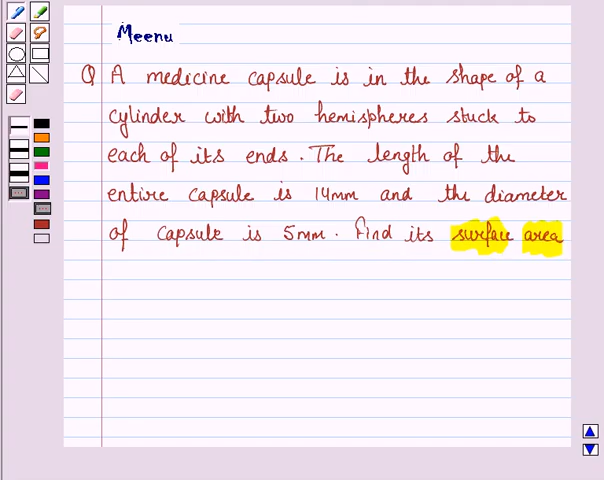 Meenu
Q A medicine capsule is in the shape of a
cylinder with two hemispheres stuck to
each of its ends. The length of the
entire capsule is 14mm and the diameter
of capsule is 5mm. Find its surface area